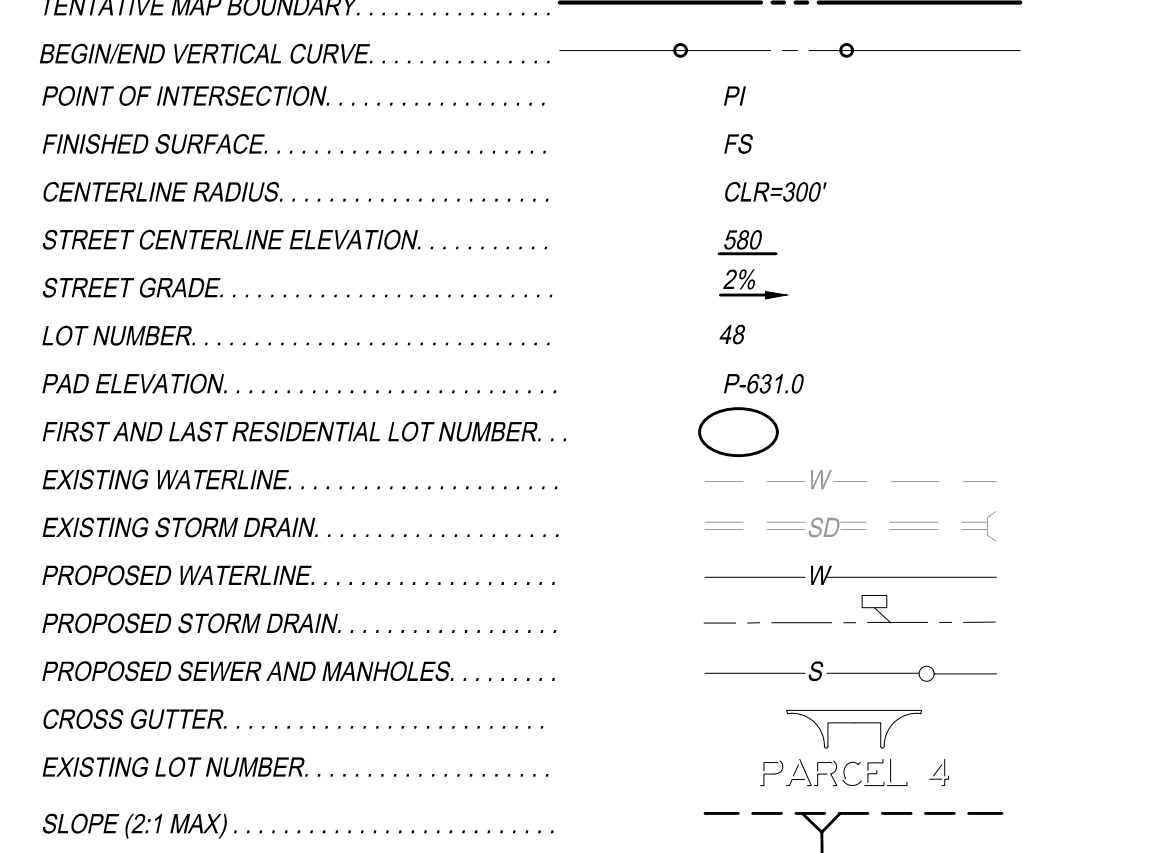 TENTATIVE MAP BOUNDARY. . . . . . . . . . . . . . .
BEGIN/END VERTICAL CURVE. . . . . . . . . . . . . .
POINT OF INTERSECTION. . . . . . . . . . . . . . . . . PI
FINISHED SURFACE. . . . . . . . . . . . . . . . . . . . . . FS
CENTERLINE RADIUS. . . . . . . . . . . . . . . . . . . . . CLR=300'
STREET CENTERLINE ELEVATION. . . . . . . . . . 580
STREET GRADE. . . . . . . . . . . . . . . . . . . . . . . . . . 2%
LOT NUMBER. . . . . . . . . . . . . . . . . . . . . . . . . . . . 48
PAD ELEVATION. . . . . . . . . . . . . . . . . . . . . . . . . . P-631.0
FIRST AND LAST RESIDENTIAL LOT NUMBER. . .
EXISTING WATERLINE. . . . . . . . . . . . . . . . . . . . . W
EXISTING STORM DRAIN. . . . . . . . . . . . . . . . . . . SD
PROPOSED WATERLINE. . . . . . . . . . . . . . . . . . . W
PROPOSED STORM DRAIN. . . . . . . . . . . . . . . . .
PROPOSED SEWER AND MANHOLES. . . . . . . . . S
CROSS GUTTER. . . . . . . . . . . . . . . . . . . . . . . . .
EXISTING LOT NUMBER. . . . . . . . . . . . . . . . . . . PARCEL 4
SLOPE (2:1 MAX) . . . . . . . . . . . . . . . . . . . . . . . . .